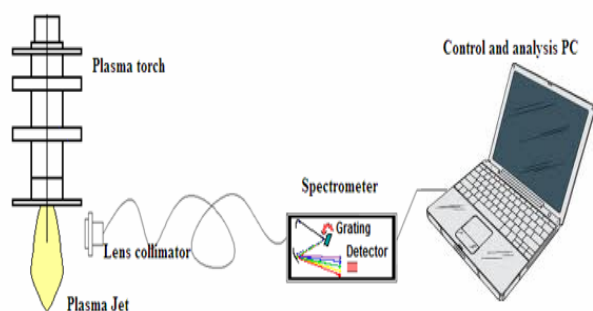 Control and analysis PC
Plasma torch
Spectrometer
Grating
Detector
Lens collimator
Plasma Jet